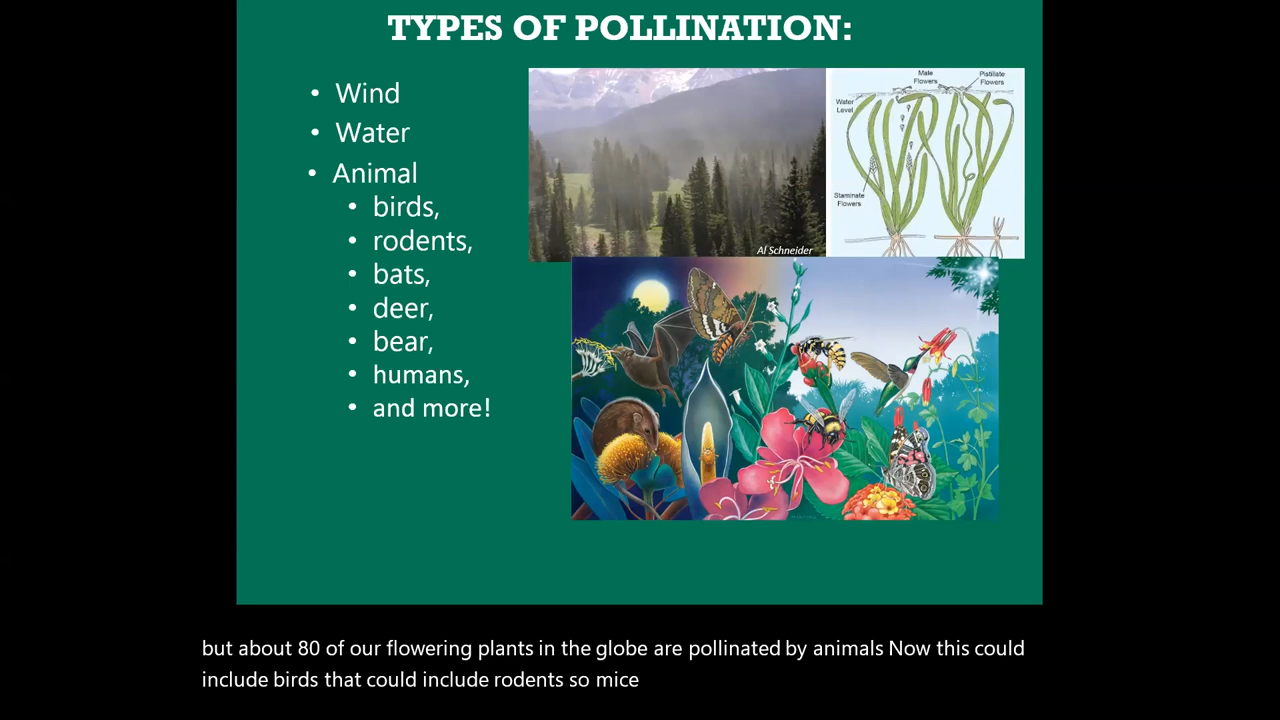 TYPES OF POLLINATION:
• Wind
• Water
• Animal
• birds,
• rodents,
• bats,
• deer,
• bear,
• humans,
• and more!
Al Schneider
Male
Flowers
Pistillate
Flowers
Water
Level
Staminate
Flowers
but about 80 of our flowering plants in the globe are pollinated by animals Now this could
include birds that could include rodents so mice